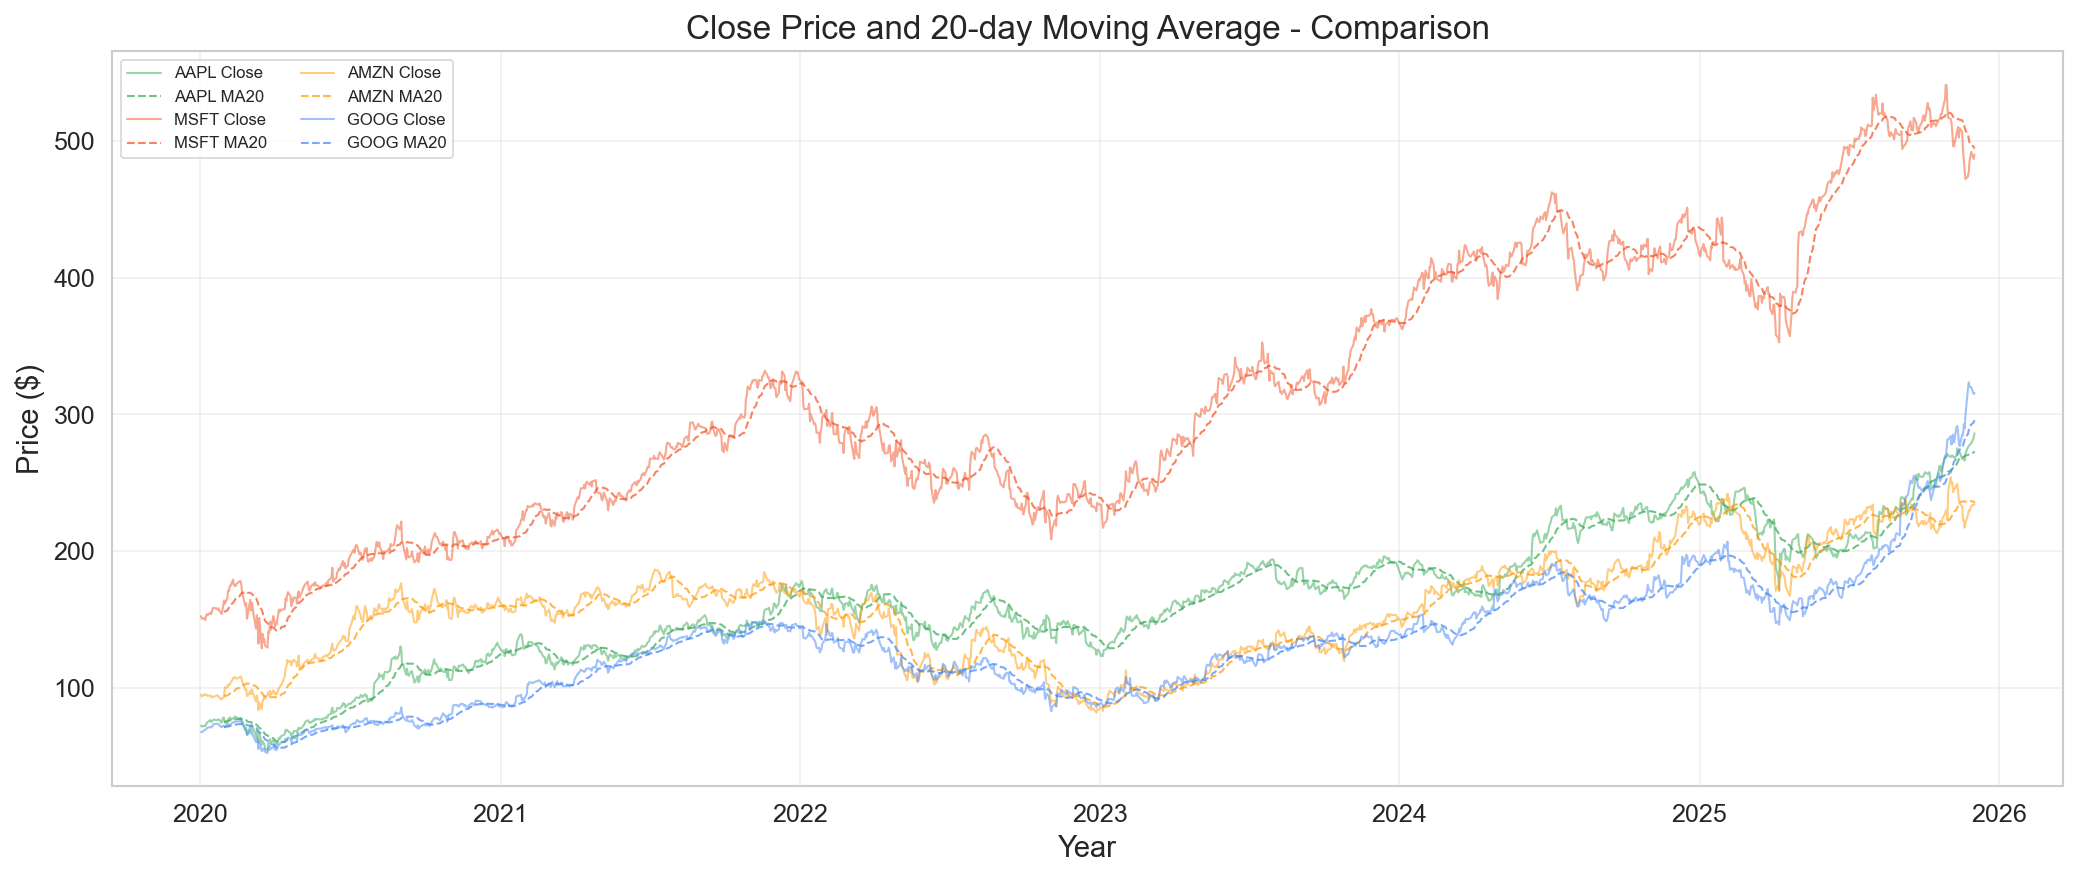 Close Price and 20-day Moving Average - Comparison
AAPL Close
AAPL MA20
MSFT Close
MSFT MA20
AMZN Close
AMZN MA20
GOOG Close
GOOG MA20
Price ($)
500
400
300
200
100
2020 2021 2022 2023 2024 2025 2026
Year